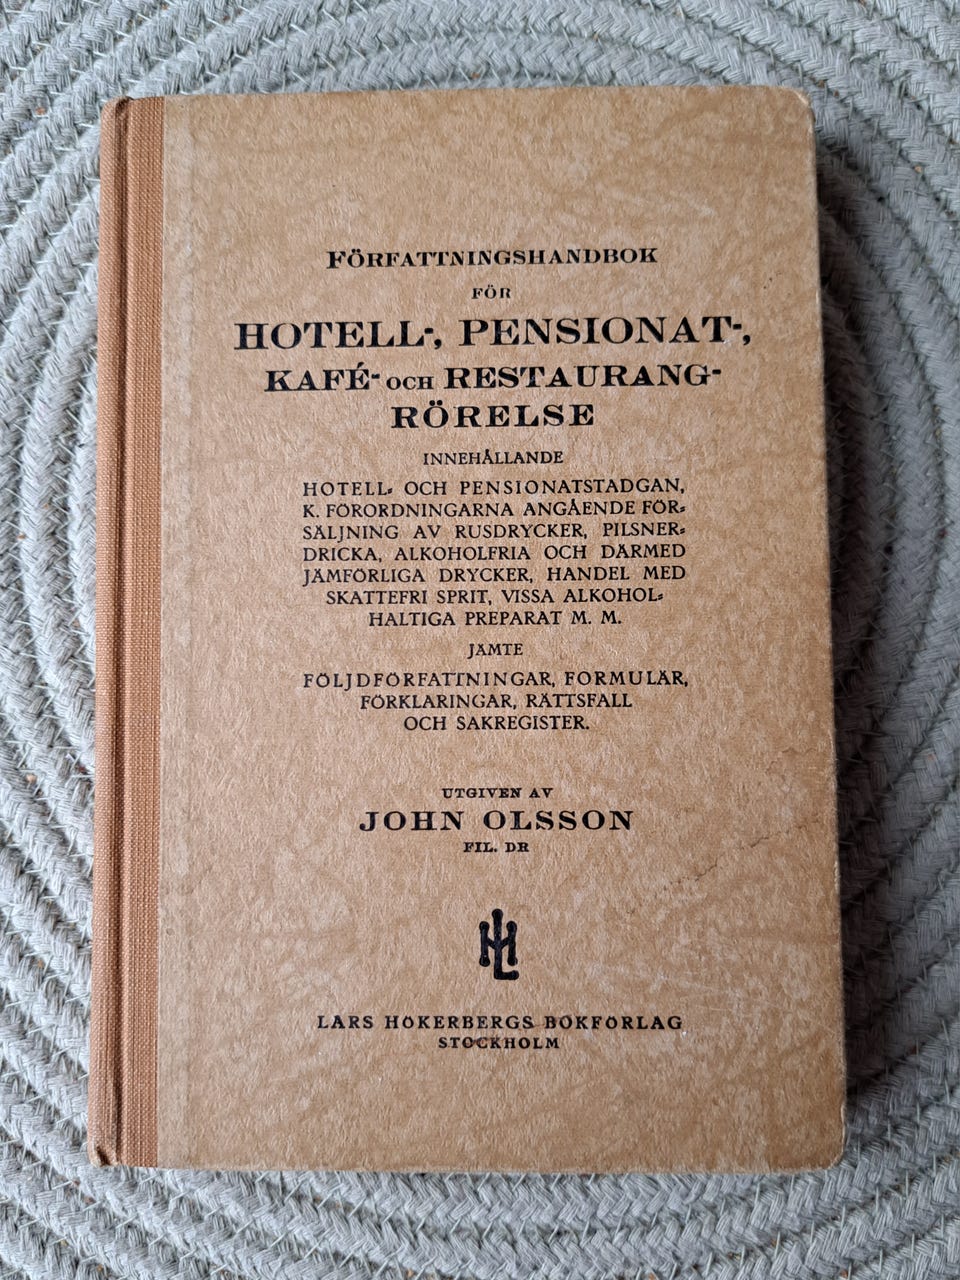 FÖRFATTNINGSHANDBOK
FÖR
HOTELL-, PENSIONAT-,
KAFÉ- OCH RESTAURANG-
RÖRELSE
INNEHÅLLANDE
HOTELL- OCH PENSIONATSTADGAN,
K. FÖRORDNINGARNA ANGÅENDE FÖR-
SÄLJNING AV RUSDRYCKER, PILSNER-
DRICKA, ALKOHOLFRIA OCH DÄRMED
JÄMFÖRLIGA DRYCKER, HANDEL MED
SKATTEFRI SPRIT, VISSA ALKOHOL-
HALTIGA PREPARAT M. M.
JÄMTE
FÖLJDFÖRFATTNINGAR, FORMULÄR,
FÖRKLARINGAR, RÄTTSFALL
OCH SAKREGISTER.
UTGIVEN AV
JOHN OLSSON
FIL. DR
LH
LARS HÖKERBERGS BOKFÖRLAG
STOCKHOLM